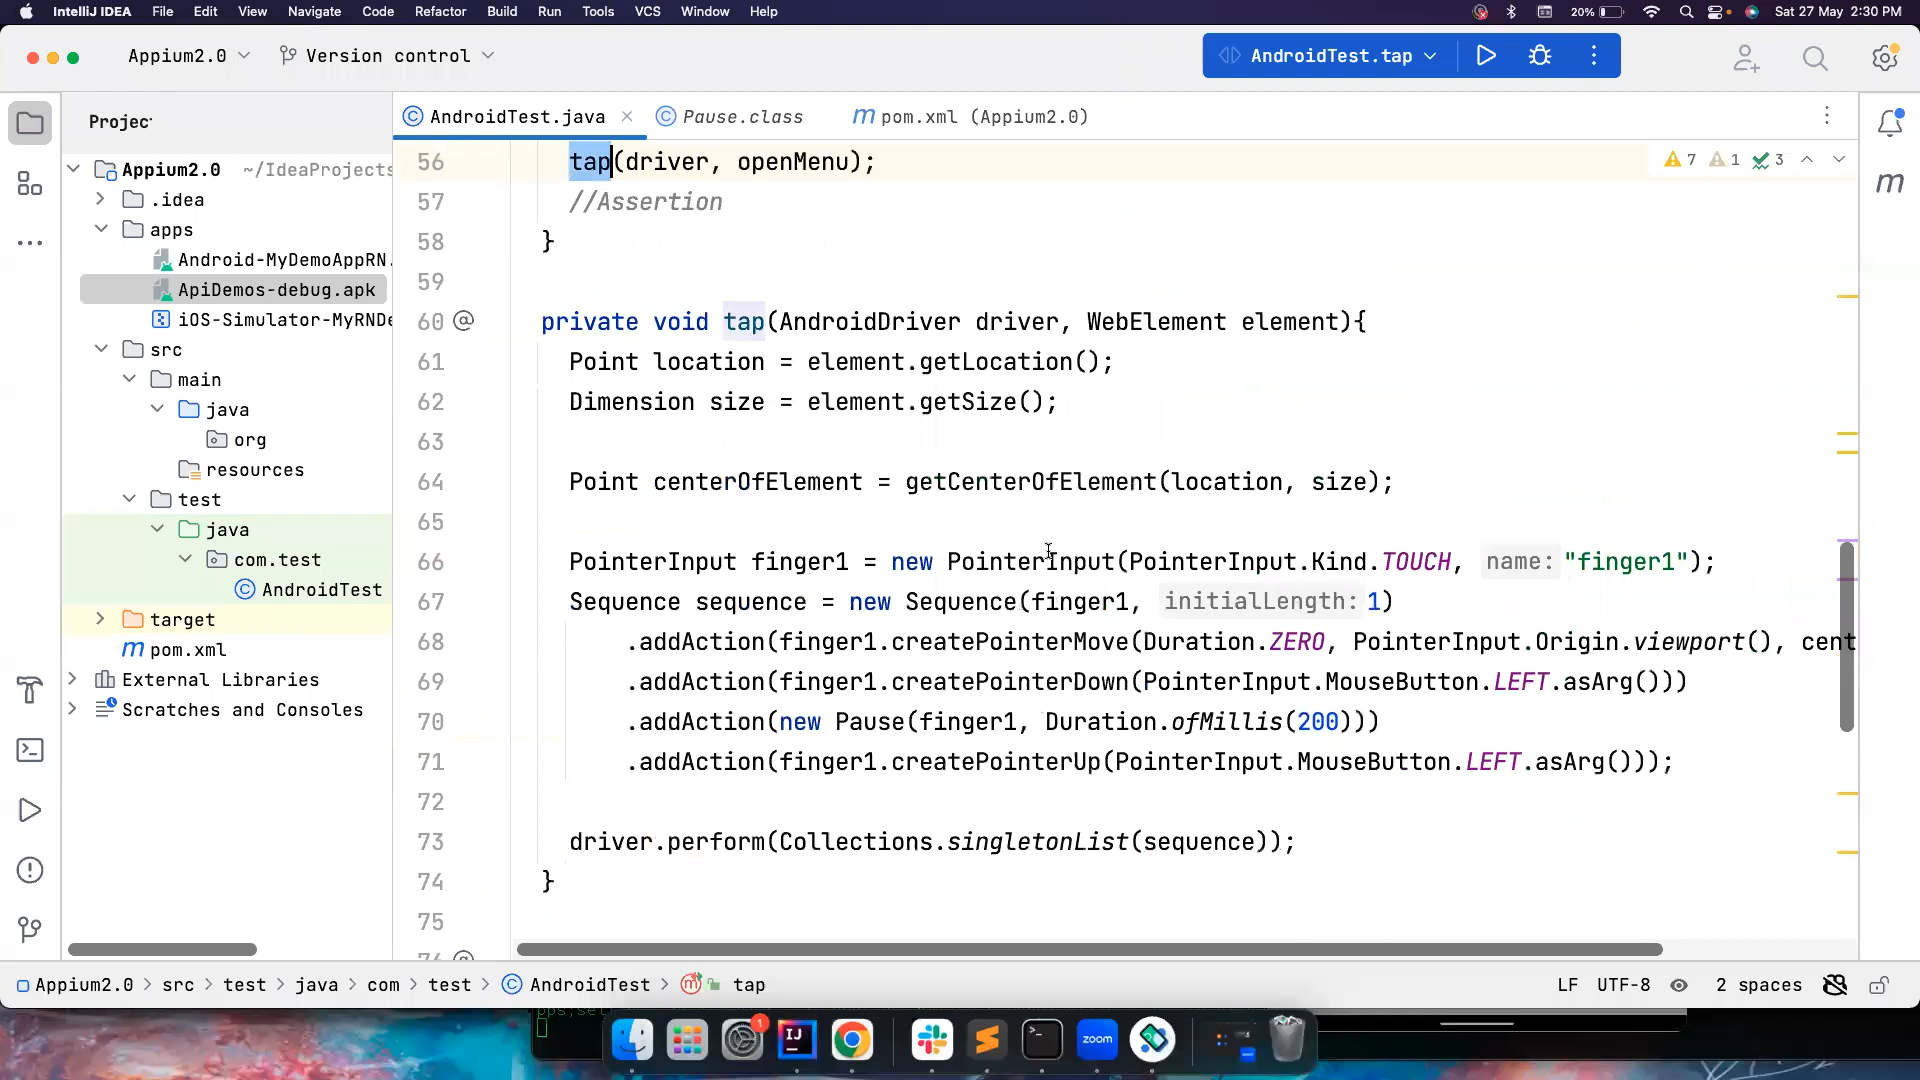 IntelliJ IDEA File Edit View Navigate Code Refactor Build Run Tools VCS Window Help 20% Sat 27 May 2:30 PM
Appium2.0 Version control AndroidTest.tap
Projec
AndroidTest.java Pause.class pom.xml (Appium2.0)
Appium2.0 ~/IdeaProjects
.idea
apps
Android-MyDemoAppRN.
ApiDemos-debug.apk
iOS-Simulator-MyRNDe
src
main
java
org
resources
test
java
com.test
AndroidTest
target
pom.xml
External Libraries
Scratches and Consoles
7 1 3
56 tap(driver, openMenu);
57 //Assertion
58 }
59
60 @ private void tap(AndroidDriver driver, WebElement element){
61 Point location = element.getLocation();
62 Dimension size = element.getSize();
63
64 Point centerOfElement = getCenterOfElement(location, size);
65
66 PointerInput finger1 = new PointerInput(PointerInput.Kind.TOUCH, name: "finger1");
67 Sequence sequence = new Sequence(finger1, initialLength: 1)
68 .addAction(finger1.createPointerMove(Duration.ZERO, PointerInput.Origin.viewport(), cent
69 .addAction(finger1.createPointerDown(PointerInput.MouseButton.LEFT.asArg()))
70 .addAction(new Pause(finger1, Duration.ofMillis(200)))
71 .addAction(finger1.createPointerUp(PointerInput.MouseButton.LEFT.asArg()));
72
73 driver.perform(Collections.singletonList(sequence));
74 }
75
Appium2.0 > src > test > java > com > test > AndroidTest > tap LF UTF-8 2 spaces
zoom